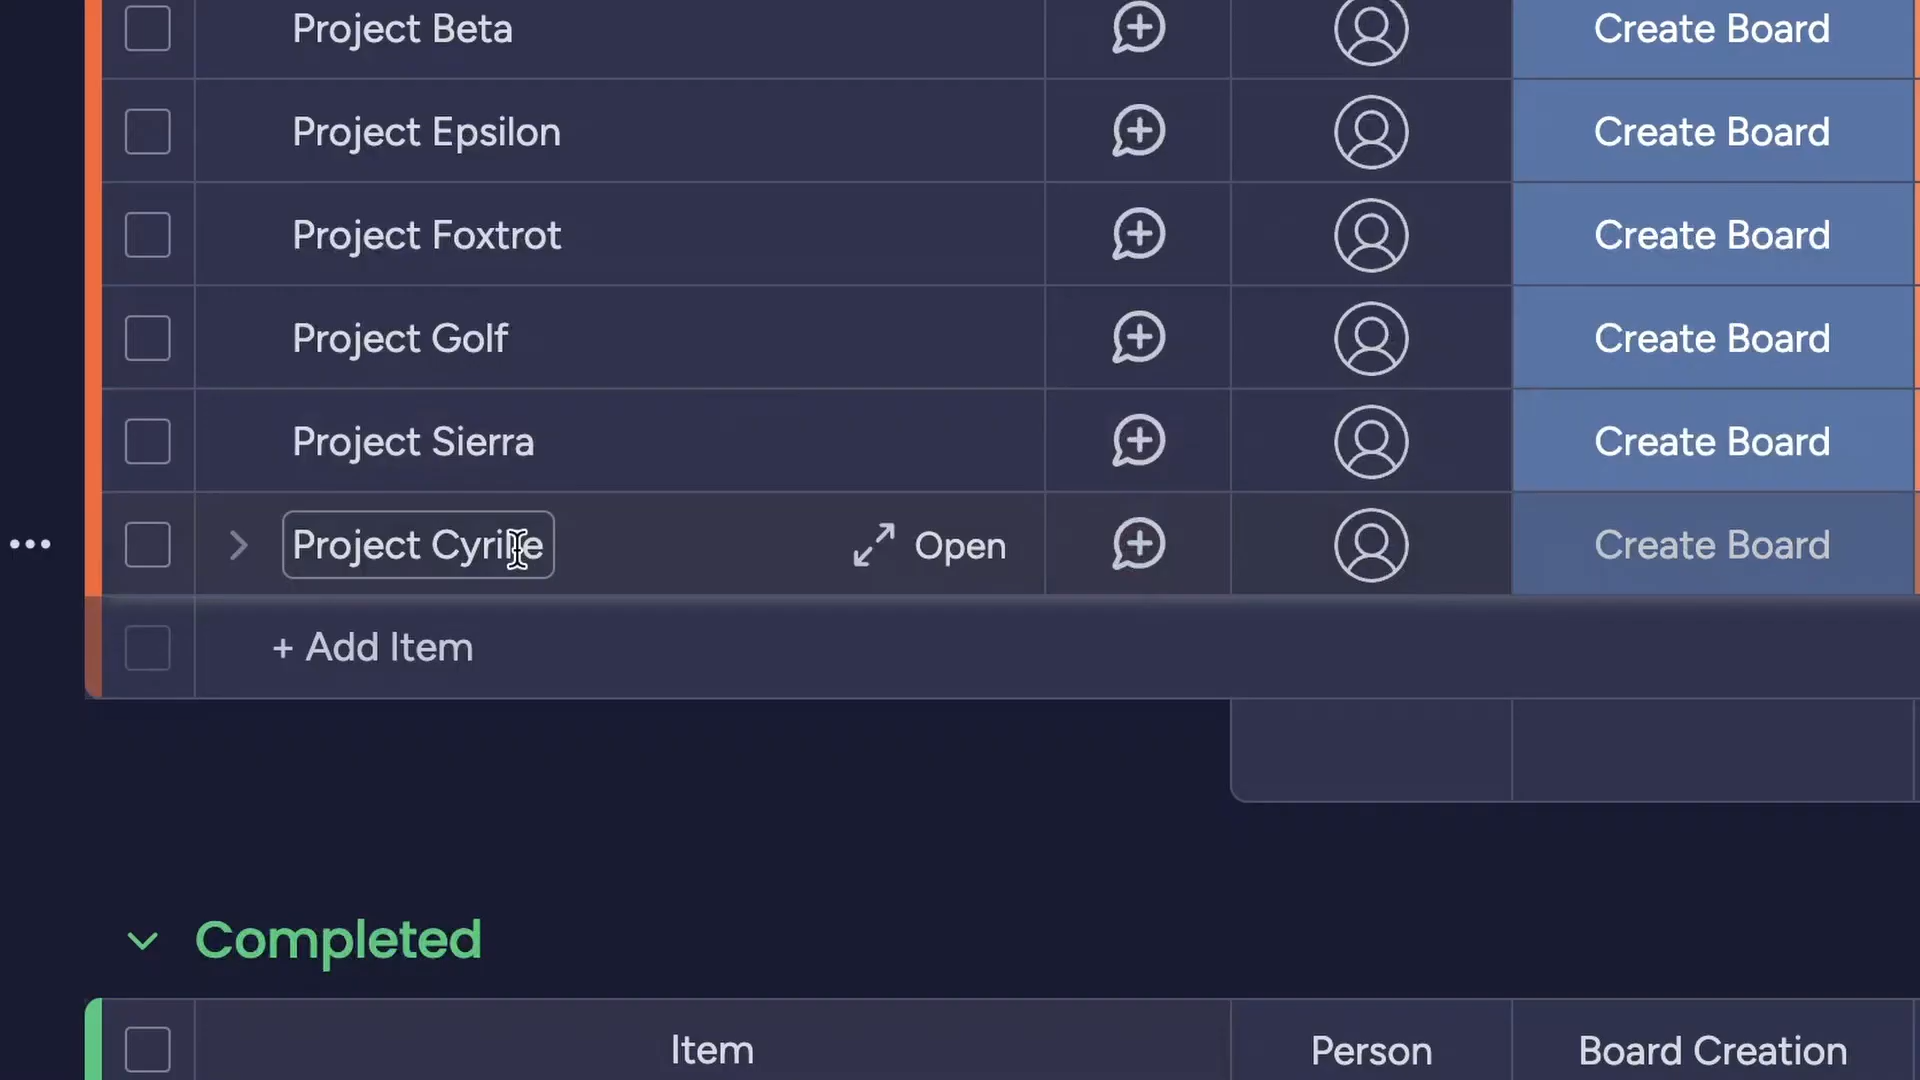 Project Beta Create Board
Project Epsilon Create Board
Project Foxtrot Create Board
Project Golf Create Board
Project Sierra Create Board
Project Open Create Board
+ Add Item
Completed
Item Person Board Creation